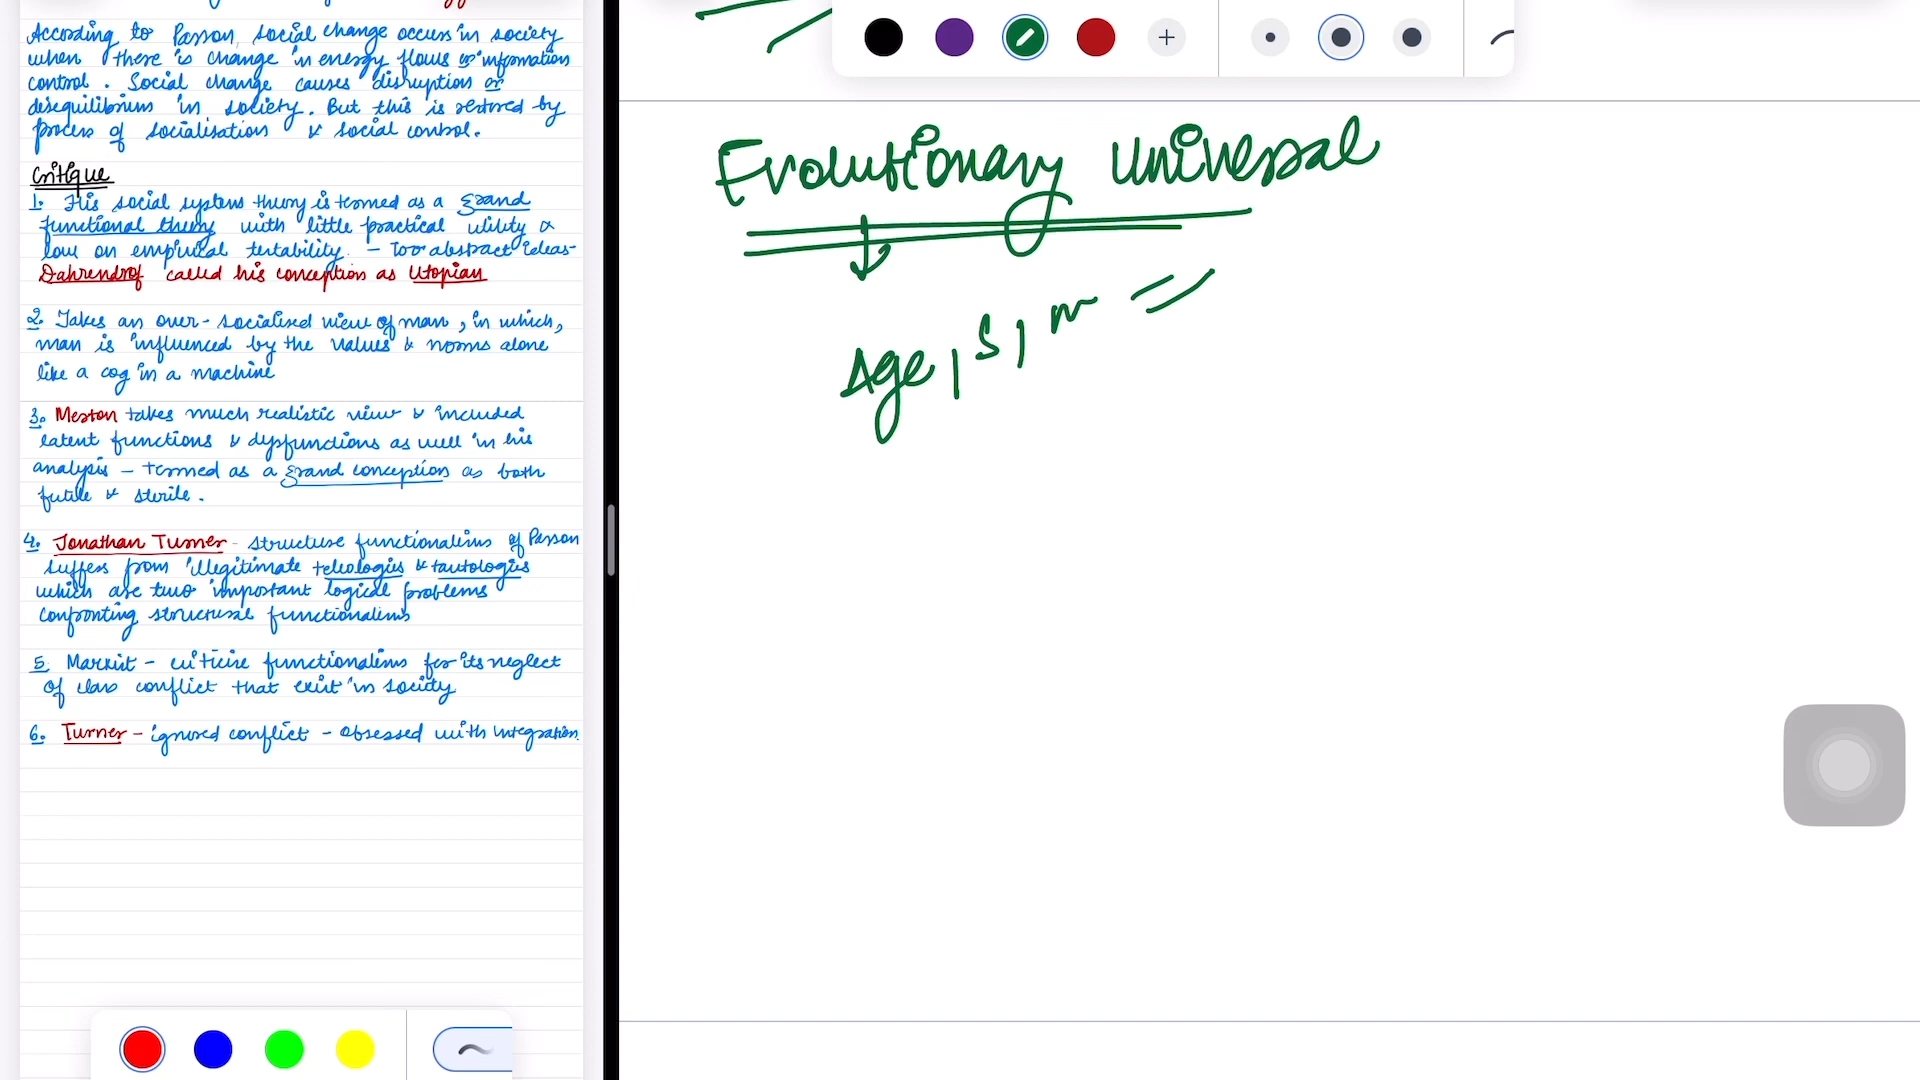 According to Parson, social change occurs in society
when there is change in energy flows or information
control. Social change causes disruption or
disequilibrium in society. But this is restored by
process of socialisation & social control.
Critique
1. His social system theory is termed as a grand
functional theory with little practical utility &
low on empirical testability. - Too abstract ideas-
Dahrendrof called his conception as Utopian
2. Takes an over-socialised view of man, in which,
man is influenced by the values & norms alone
like a cog in a machine
3. Merton takes much realistic view & included
latent functions & dysfunctions as well in his
analysis - termed as a grand conception as both
futile & sterile.
4. Jonathan Turner - structure functionalims of Parson
suffers from illegitimate teleologies & tautologies
which are two important logical problems
confronting structural functionalims
5 Marxist - criticise functionalims for its neglect
of class conflict that exist in society
6. Turner - ignored conflict - obsessed with integration.
Evolutionary Universal
Age, S, m